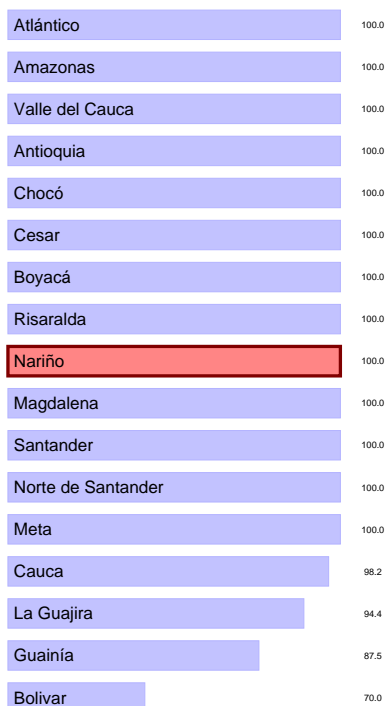 Atlántico 100.0
Amazonas 100.0
Valle del Cauca 100.0
Antioquia 100.0
Chocó 100.0
Cesar 100.0
Boyacá 100.0
Risaralda 100.0
Nariño 100.0
Magdalena 100.0
Santander 100.0
Norte de Santander 100.0
Meta 100.0
Cauca 98.2
La Guajira 94.4
Guainía 87.5
Bolivar 70.0